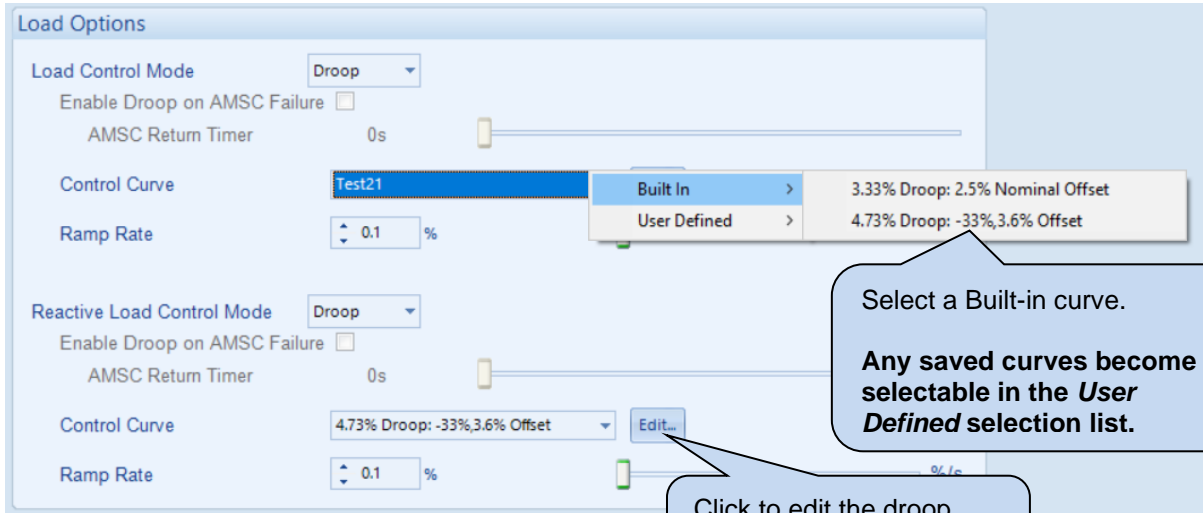 Load Options
Load Control Mode Droop
Enable Droop on AMSC Failure
AMSC Return Timer 0s
Control Curve Test21
Built In > 3.33% Droop: 2.5% Nominal Offset
User Defined > 4.73% Droop: -33%,3.6% Offset
Ramp Rate 0.1 %
Select a Built-in curve.
Any saved curves become
selectable in the User
Defined selection list.
Reactive Load Control Mode Droop
Enable Droop on AMSC Failure
AMSC Return Timer 0s
Control Curve 4.73% Droop: -33%,3.6% Offset Edit...
Ramp Rate 0.1 % %/s
Click to edit the droop